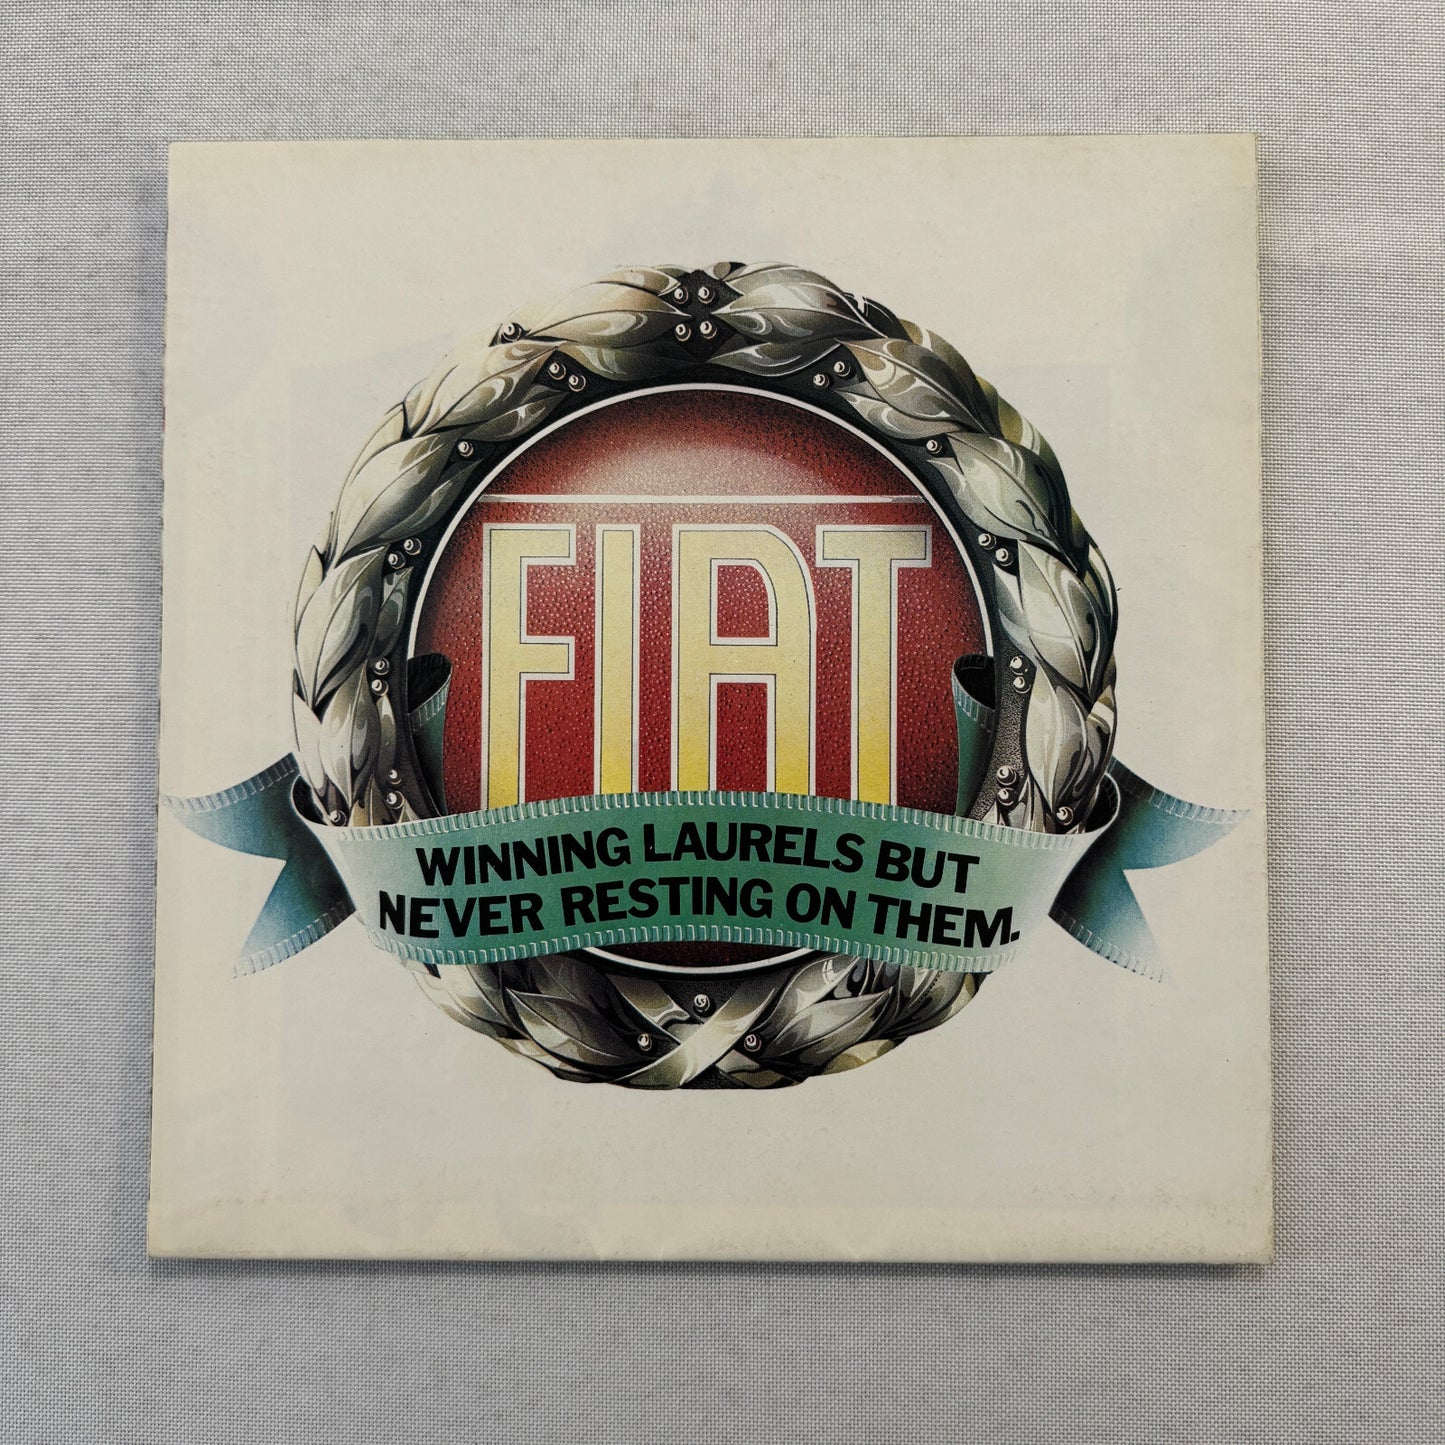 FIAT
WINNING LAURELS BUT
NEVER RESTING ON THEM.